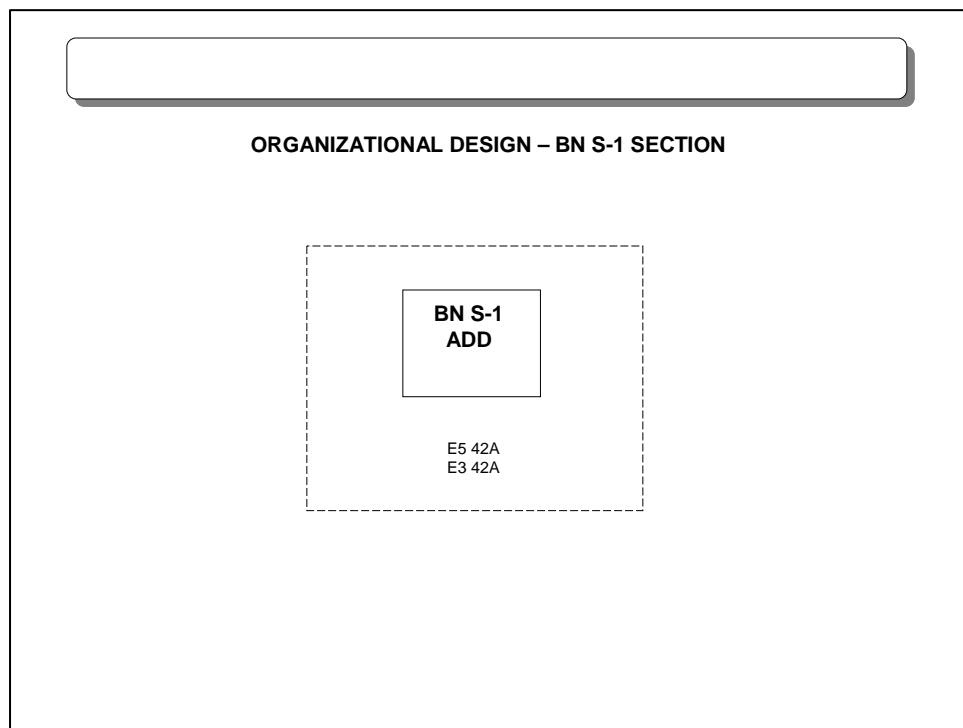 ORGANIZATIONAL DESIGN – BN S-1 SECTION
BN S-1
ADD
E5 42A
E3 42A